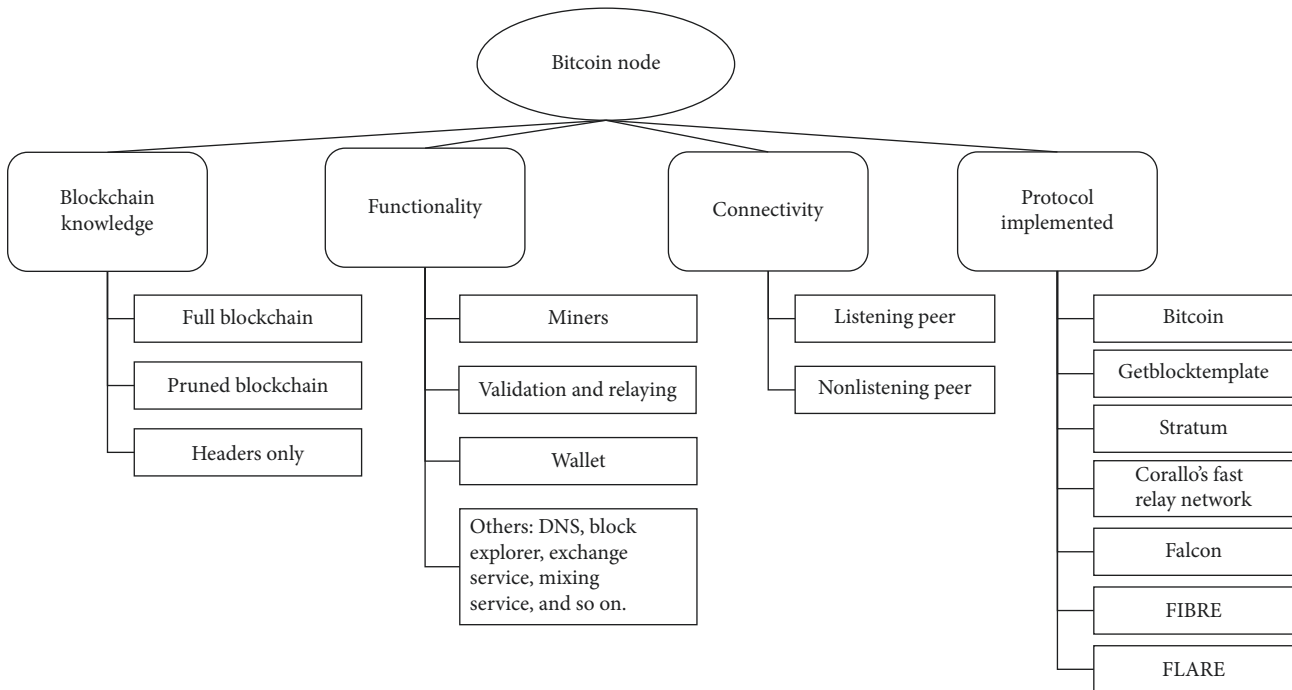 Bitcoin node
Blockchain
knowledge
Functionality
Connectivity
Protocol
implemented
Full blockchain
Pruned blockchain
Headers only
Miners
Validation and relaying
Wallet
Others: DNS, block
explorer, exchange
service, mixing
service, and so on.
Listening peer
Nonlistening peer
Bitcoin
Getblocktemplate
Stratum
Corallo’s fast
relay network
Falcon
FIBRE
FLARE